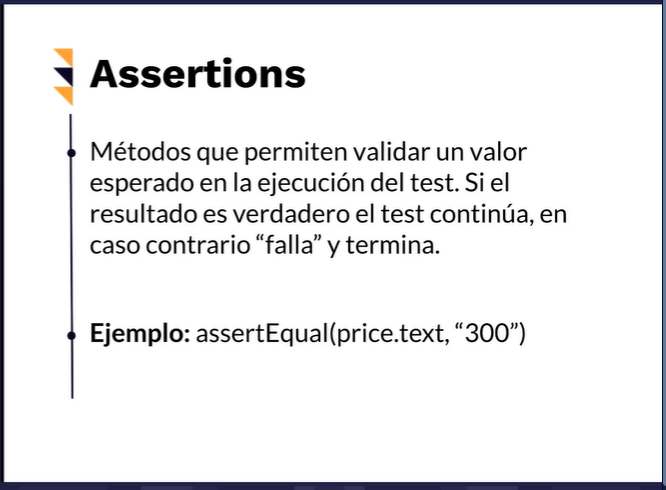 Assertions
Métodos que permiten validar un valor
esperado en la ejecución del test. Si el
resultado es verdadero el test continúa, en
caso contrario “falla” y termina.
Ejemplo: assertEqual(price.text, “300”)